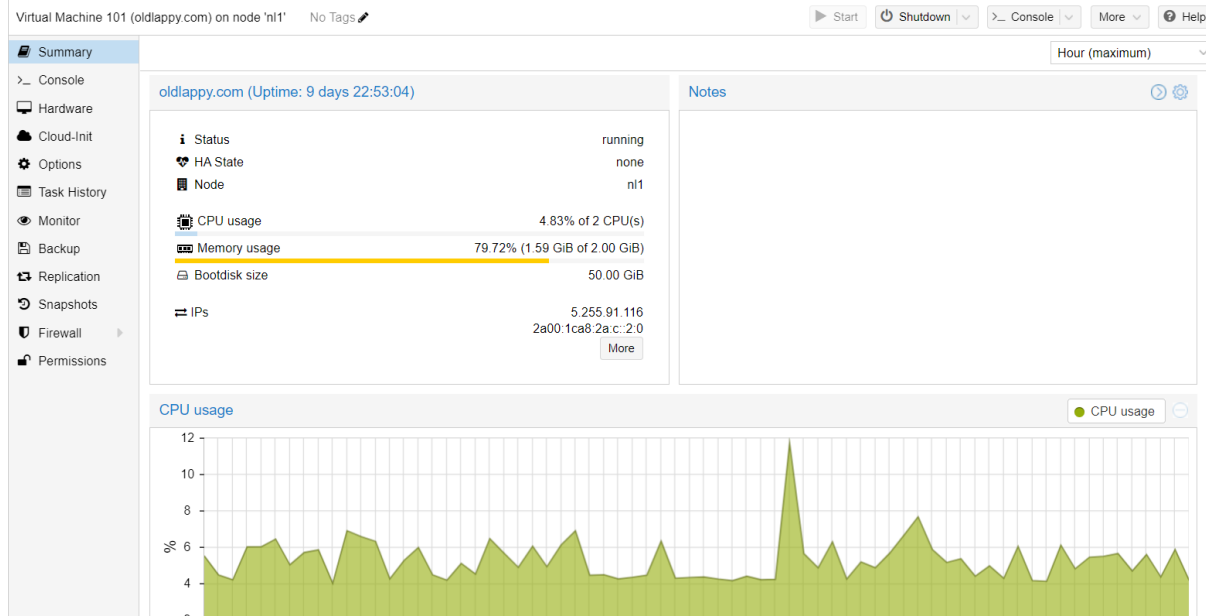 Virtual Machine 101 (oldlappy.com) on node 'nl1' No Tags Start Shutdown Console More Help
Summary
Hour (maximum)
Console
Hardware
Cloud-Init
Options
Task History
Monitor
Backup
Replication
Snapshots
Firewall
Permissions
oldlappy.com (Uptime: 9 days 22:53:04)
Status running
HA State none
Node nl1
CPU usage 4.83% of 2 CPU(s)
Memory usage 79.72% (1.59 GiB of 2.00 GiB)
Bootdisk size 50.00 GiB
IPs 5.255.91.116
2a00:1ca8:2a:c::2:0
More
Notes
CPU usage
CPU usage
12
10
8
6
4
%